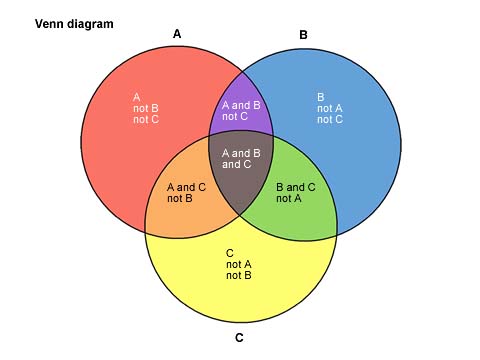 Venn diagram
A
B
A
not B
not C
A and B
not C
B
not A
not C
A and B
and C
A and C
not B
B and C
not A
C
not A
not B
C